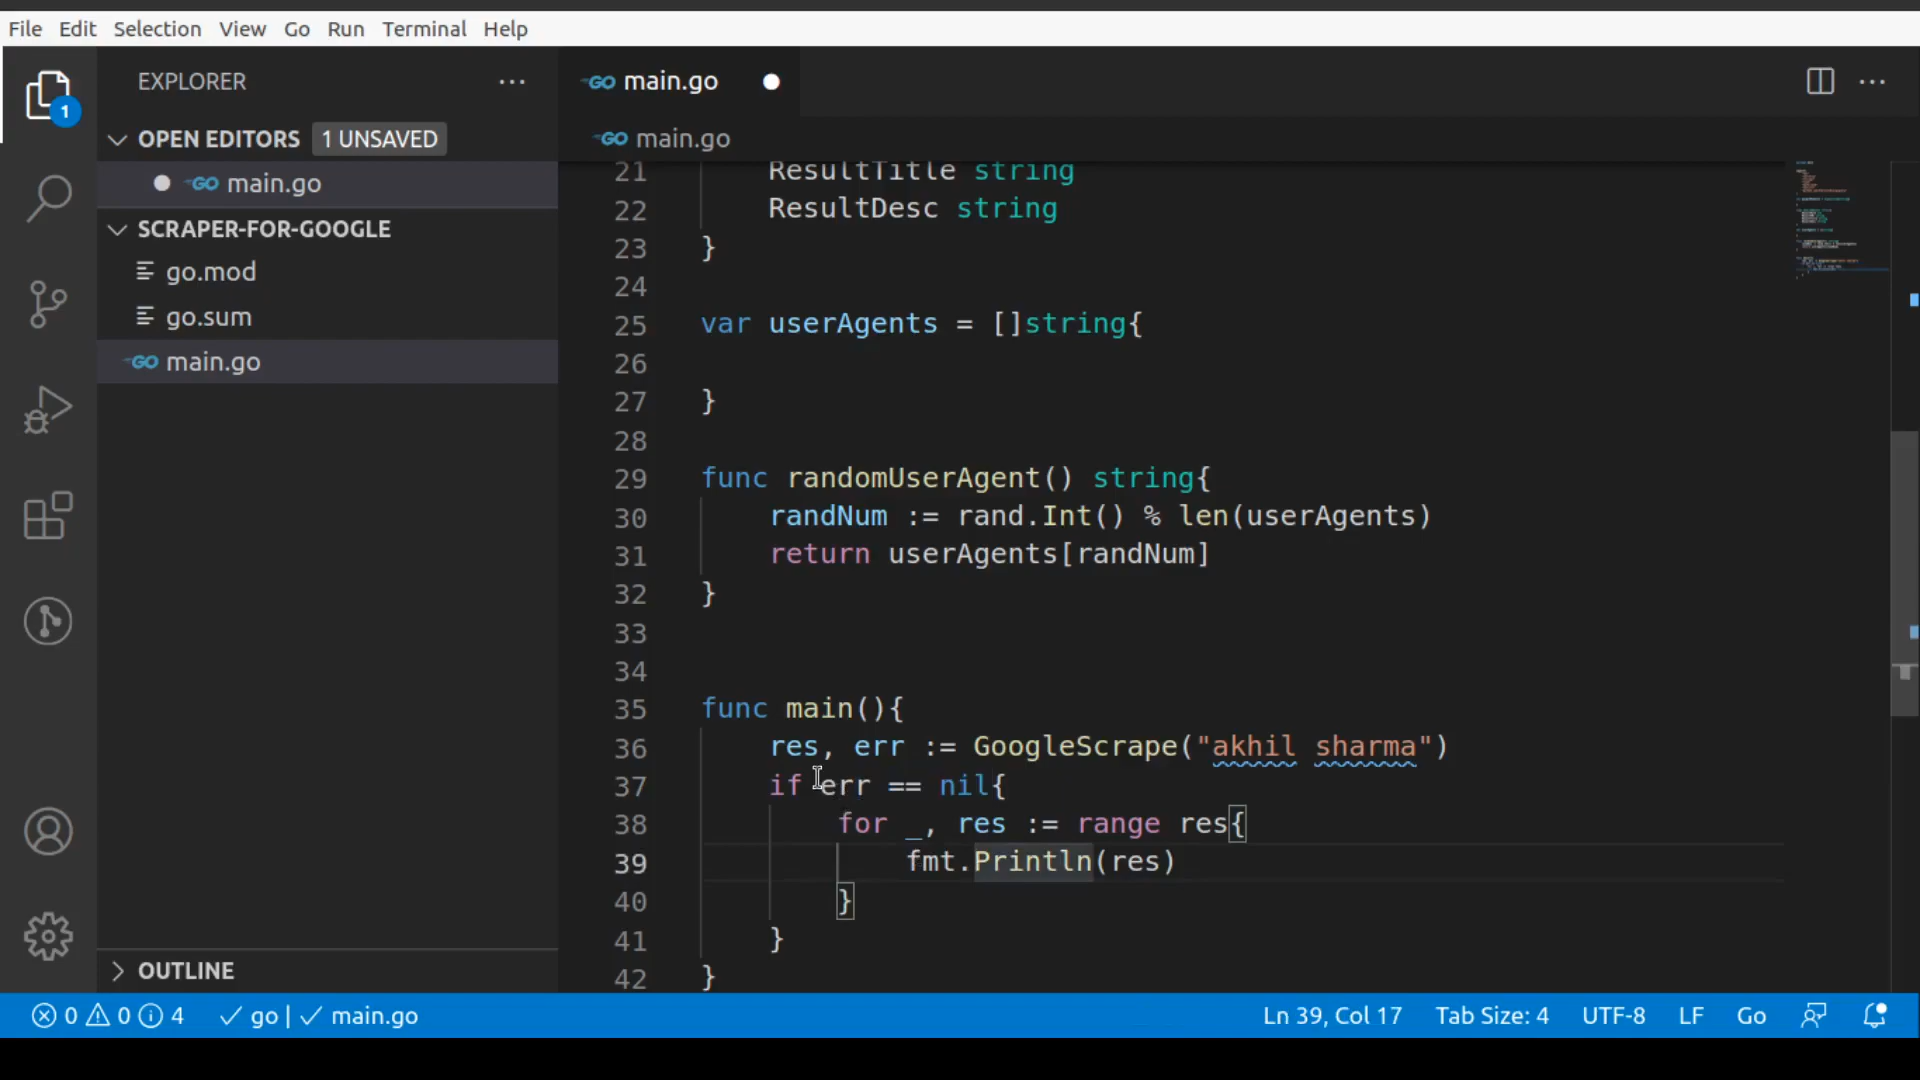 File Edit Selection View Go Run Terminal Help
EXPLORER
1
OPEN EDITORS 1 UNSAVED
GO main.go
SCRAPER-FOR-GOOGLE
go.mod
go.sum
GO main.go
OUTLINE
GO main.go
GO main.go
21 ResultTitle string
22 ResultDesc string
23 }
24
25 var userAgents = []string{
26
27 }
28
29 func randomUserAgent() string{
30 randNum := rand.Int() % len(userAgents)
31 return userAgents[randNum]
32 }
33
34
35 func main(){
36 res, err := GoogleScrape("akhil sharma")
37 if err == nil{
38 for _, res := range res{
39 fmt.Println(res)
40 }
41 }
42 }
0 0 4 go | main.go Ln 39, Col 17 Tab Size: 4 UTF-8 LF Go